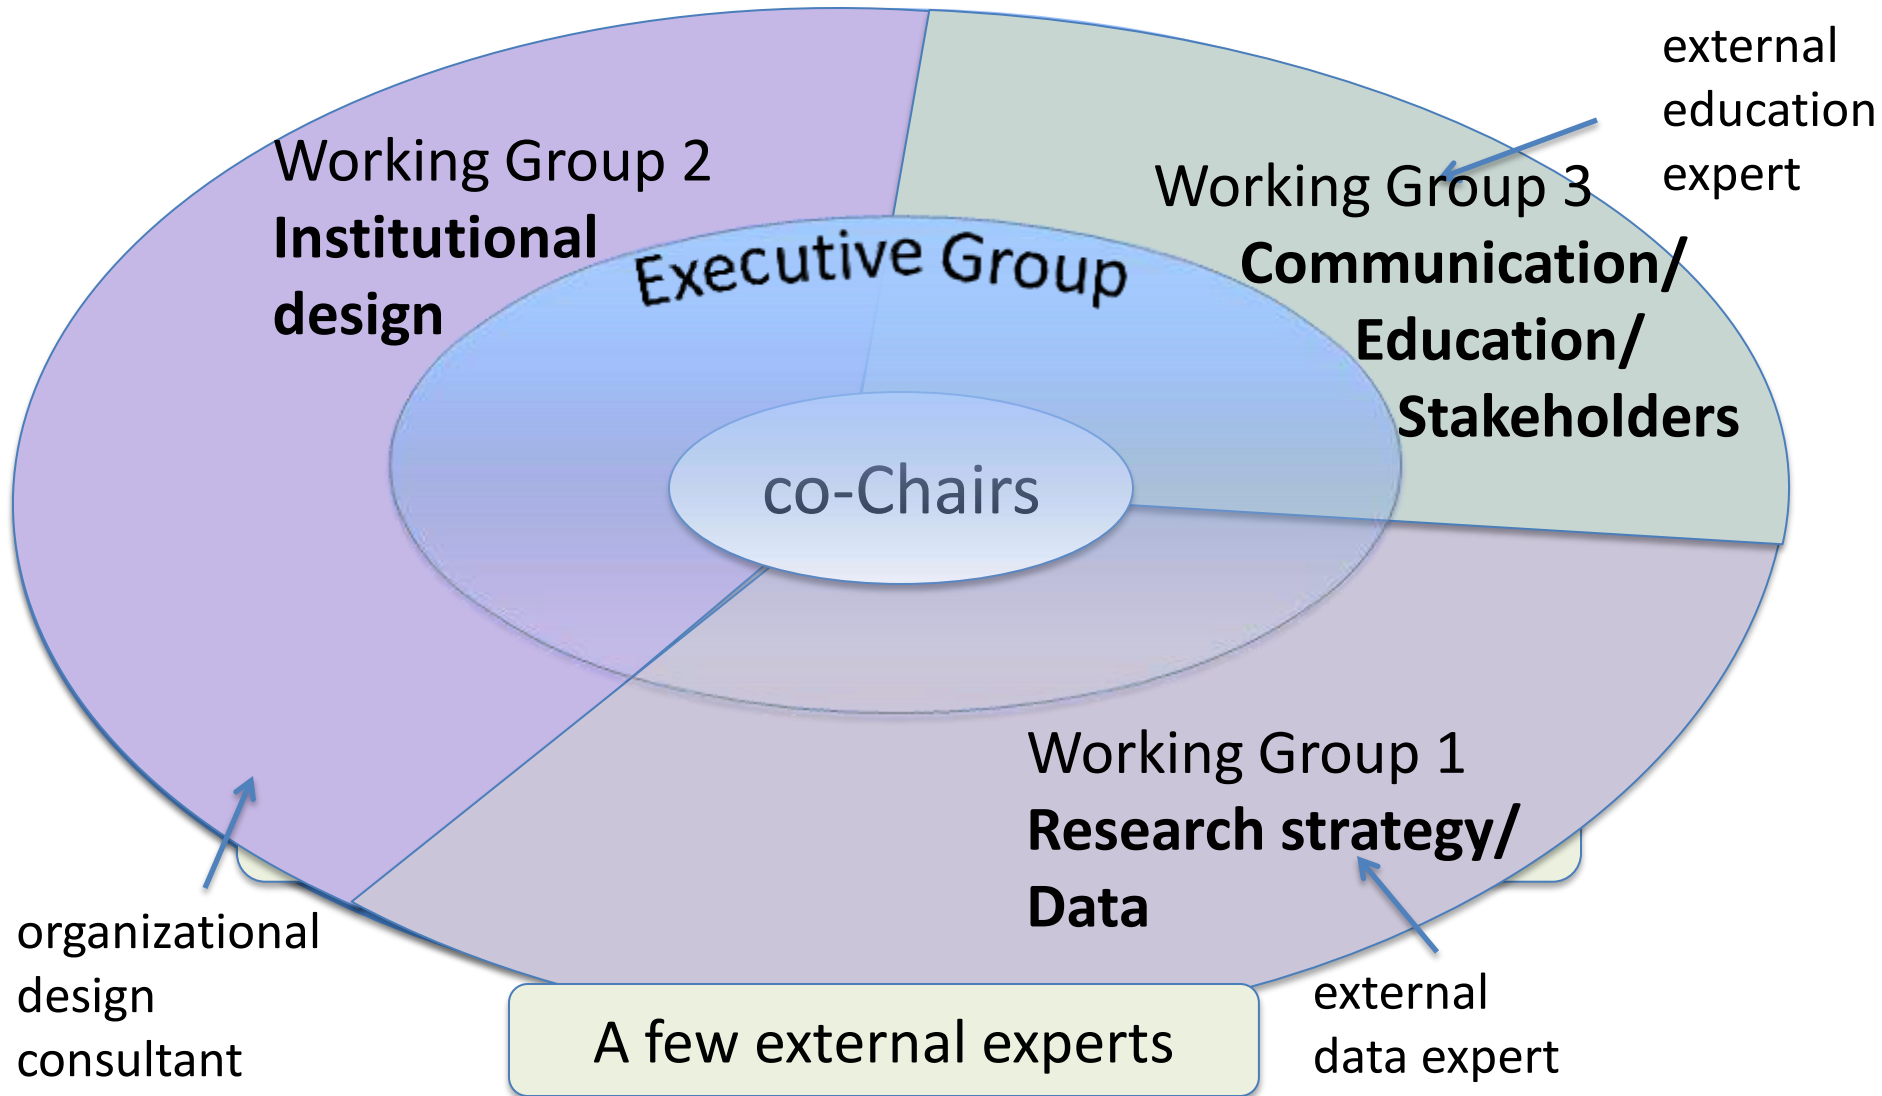 external
education
expert
Working Group 2
Institutional
design
Working Group 3
Communication/
Education/
Stakeholders
Executive Group
co-Chairs
Working Group 1
Research strategy/
Data
organizational
design
consultant
A few external experts
external
data expert